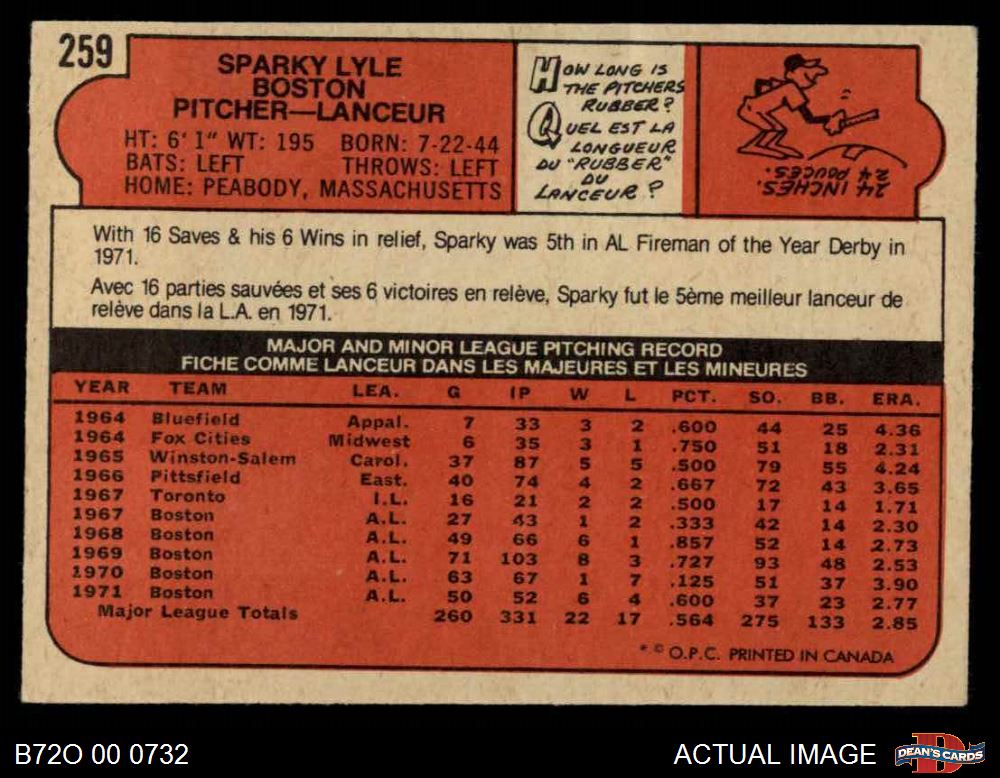 259
SPARKY LYLE
BOSTON
PITCHER—LANCEUR
HT: 6' 1" WT: 195 BORN: 7-22-44
BATS: LEFT THROWS: LEFT
HOME: PEABODY, MASSACHUSETTS
HOW LONG IS
THE PITCHERS
RUBBER?
QUEL EST LA
LONGUEUR
DU "RUBBER"
DU
LANCEUR?
24 INCHES.
24 POUCES.
With 16 Saves & his 6 Wins in relief, Sparky was 5th in AL Fireman of the Year Derby in
1971.
Avec 16 parties sauvées et ses 6 victoires en relève, Sparky fut le 5ème meilleur lanceur de
relève dans la L.A. en 1971.
MAJOR AND MINOR LEAGUE PITCHING RECORD
FICHE COMME LANCEUR DANS LES MAJEURES ET LES MINEURES
YEAR TEAM LEA. G IP W L PCT. SO. BB. ERA.
1964 Bluefield Appal. 7 33 3 2 .600 44 25 4.36
1964 Fox Cities Midwest 6 35 3 1 .750 51 18 2.31
1965 Winston-Salem Carol. 37 87 5 5 .500 79 55 4.24
1966 Pittsfield East. 40 74 4 2 .667 72 43 3.65
1967 Toronto I.L. 16 21 2 2 .500 17 14 1.71
1967 Boston A.L. 27 43 1 2 .333 42 14 2.30
1968 Boston A.L. 49 66 6 1 .857 52 14 2.73
1969 Boston A.L. 71 103 8 3 .727 93 48 2.53
1970 Boston A.L. 63 67 1 7 .125 51 37 3.90
1971 Boston A.L. 50 52 6 4 .600 37 23 2.77
Major League Totals 260 331 22 17 .564 275 133 2.85
* © O.P.C. PRINTED IN CANADA
B72O 00 0732
ACTUAL IMAGE
D
DEAN'S CARDS